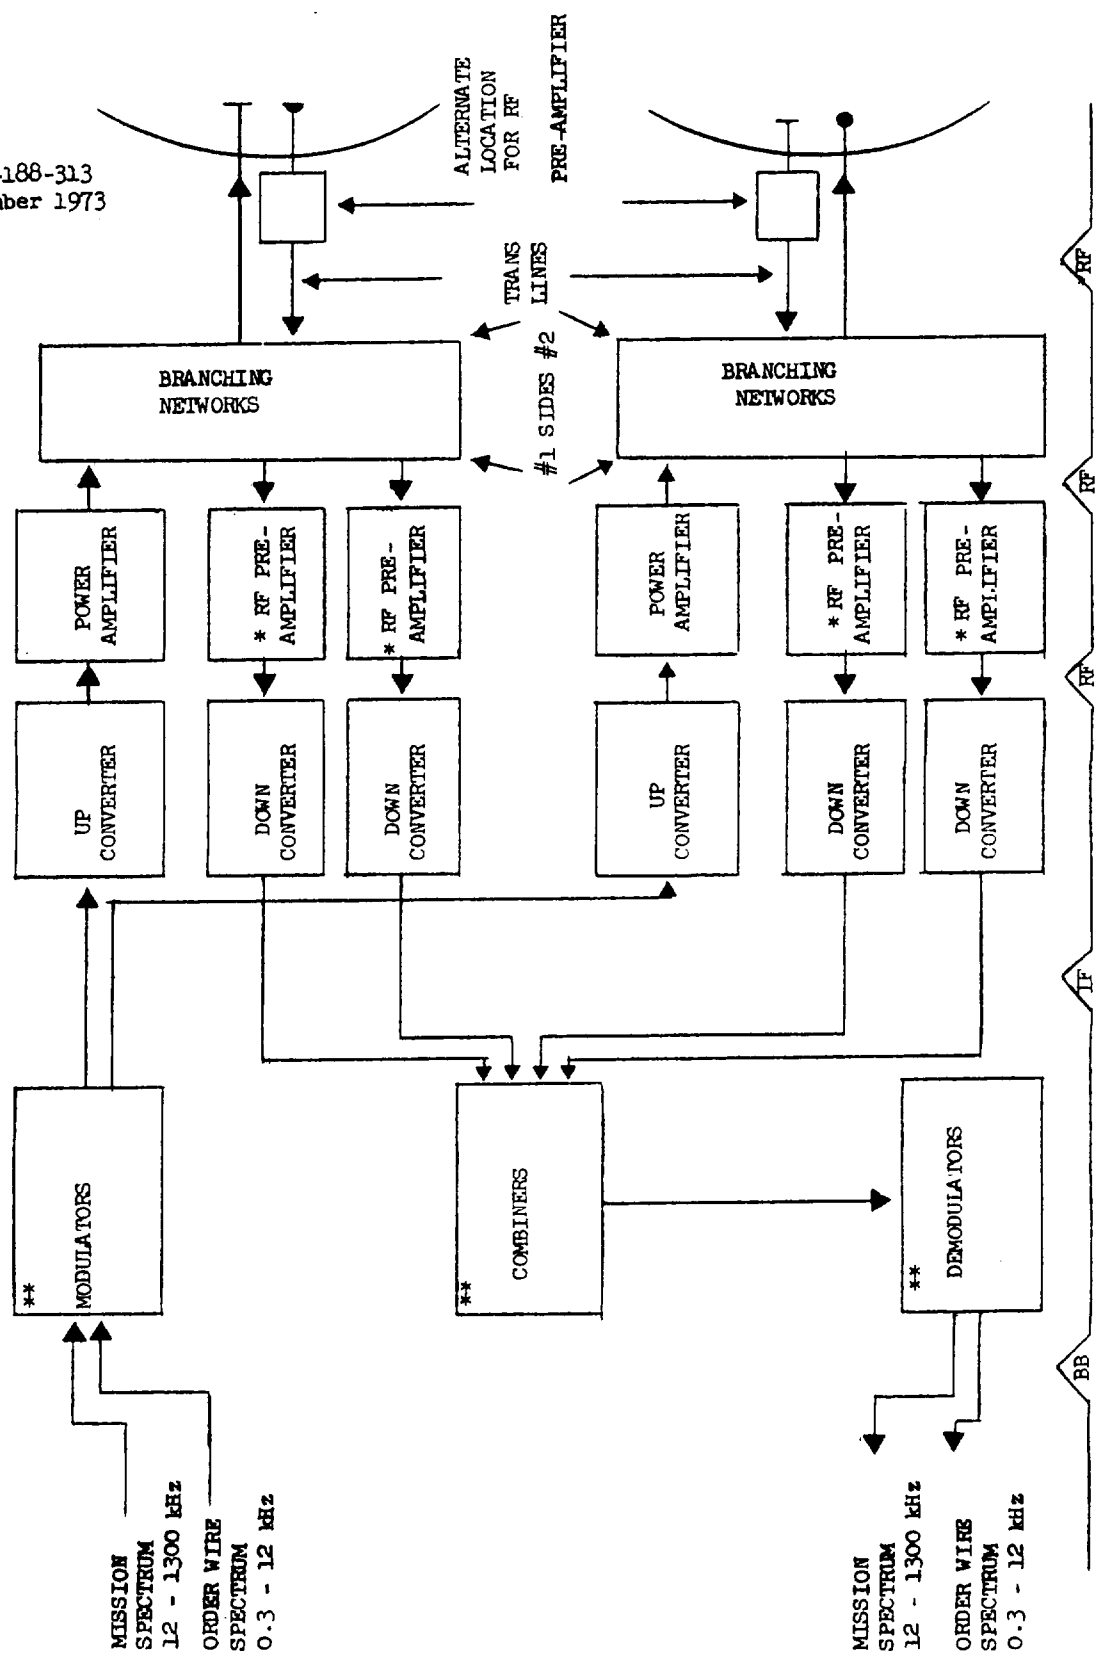 -188-313
mber 1973
MISSION
SPECTRUM
12 - 1300 kHz
ORDER WIRE
SPECTRUM
0.3 - 12 kHz
**
MODULATORS
UP
CONVERTER
POWER
AMPLIFIER
DOWN
CONVERTER
* RF PRE-
AMPLIFIER
DOWN
CONVERTER
* RF PRE-
AMPLIFIER
BRANCHING
NETWORKS
ALTERNATE
LOCATION
FOR RF
PRE-AMPLIFIER
TRANS
LINES
#1 SIDES #2
**
COMBINERS
UP
CONVERTER
POWER
AMPLIFIER
DOWN
CONVERTER
* RF PRE-
AMPLIFIER
DOWN
CONVERTER
* RF PRE-
AMPLIFIER
BRANCHING
NETWORKS
**
DEMODULATORS
MISSION
SPECTRUM
12 - 1300 kHz
ORDER WIRE
SPECTRUM
0.3 - 12 kHz
BB
IF
RF
RF
*RF